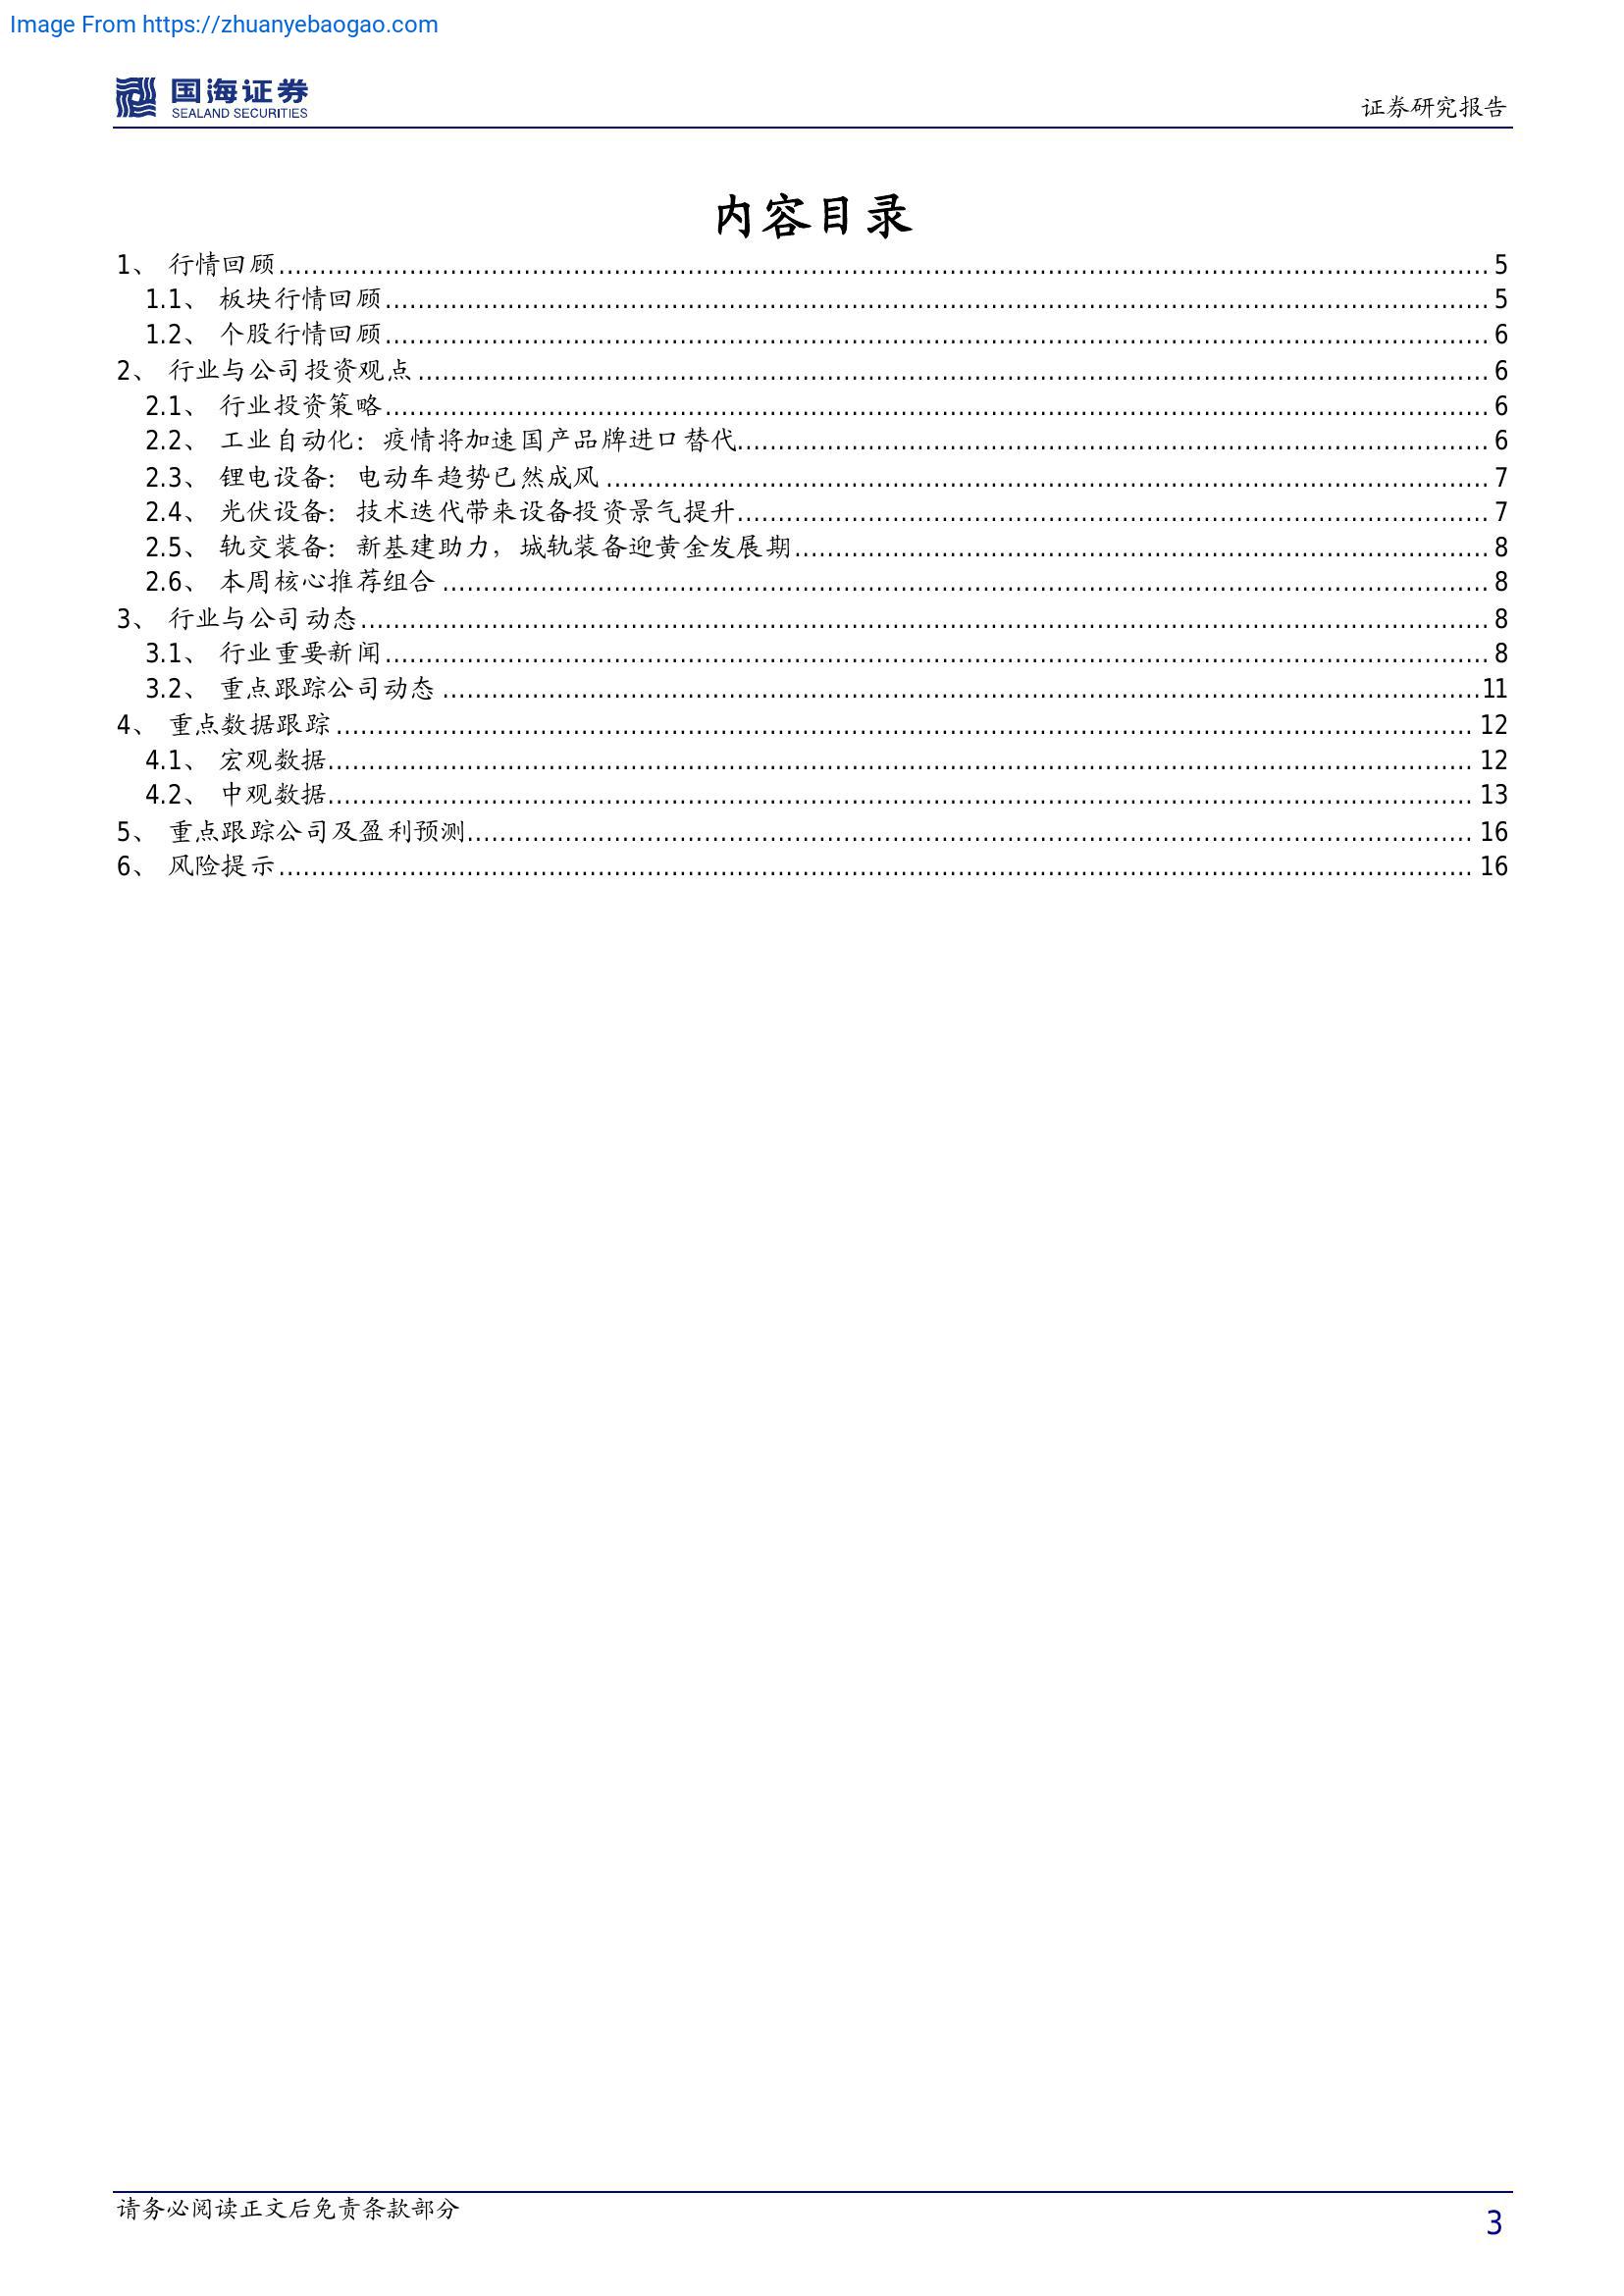 Image From https://zhuanyebaogao.com
国海证券
SEALAND SECURITIES
证券研究报告
内容目录
1、 行情回顾 5
1.1、 板块行情回顾 5
1.2、 个股行情回顾 6
2、 行业与公司投资观点 6
2.1、 行业投资策略 6
2.2、 工业自动化：疫情将加速国产品牌进口替代 6
2.3、 锂电设备：电动车趋势已然成风 7
2.4、 光伏设备：技术迭代带来设备投资景气提升 7
2.5、 轨交装备：新基建助力，城轨装备迎黄金发展期 8
2.6、 本周核心推荐组合 8
3、 行业与公司动态 8
3.1、 行业重要新闻 8
3.2、 重点跟踪公司动态 11
4、 重点数据跟踪 12
4.1、 宏观数据 12
4.2、 中观数据 13
5、 重点跟踪公司及盈利预测 16
6、 风险提示 16
请务必阅读正文后免责条款部分
3